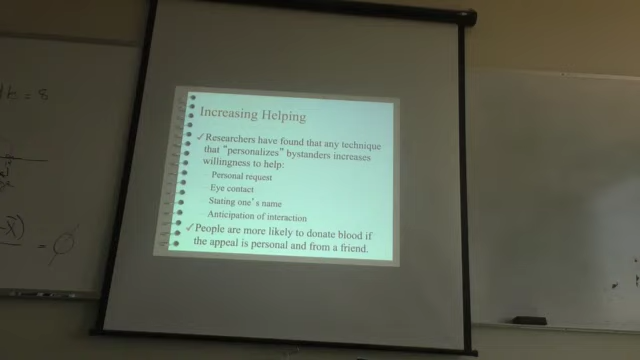 = 8
Increasing Helping
✓Researchers have found that any technique
that "personalizes" bystanders increases
willingness to help:
Personal request
Eye contact
Stating one's name
Anticipation of interaction
✓People are more likely to donate blood if
the appeal is personal and from a friend.